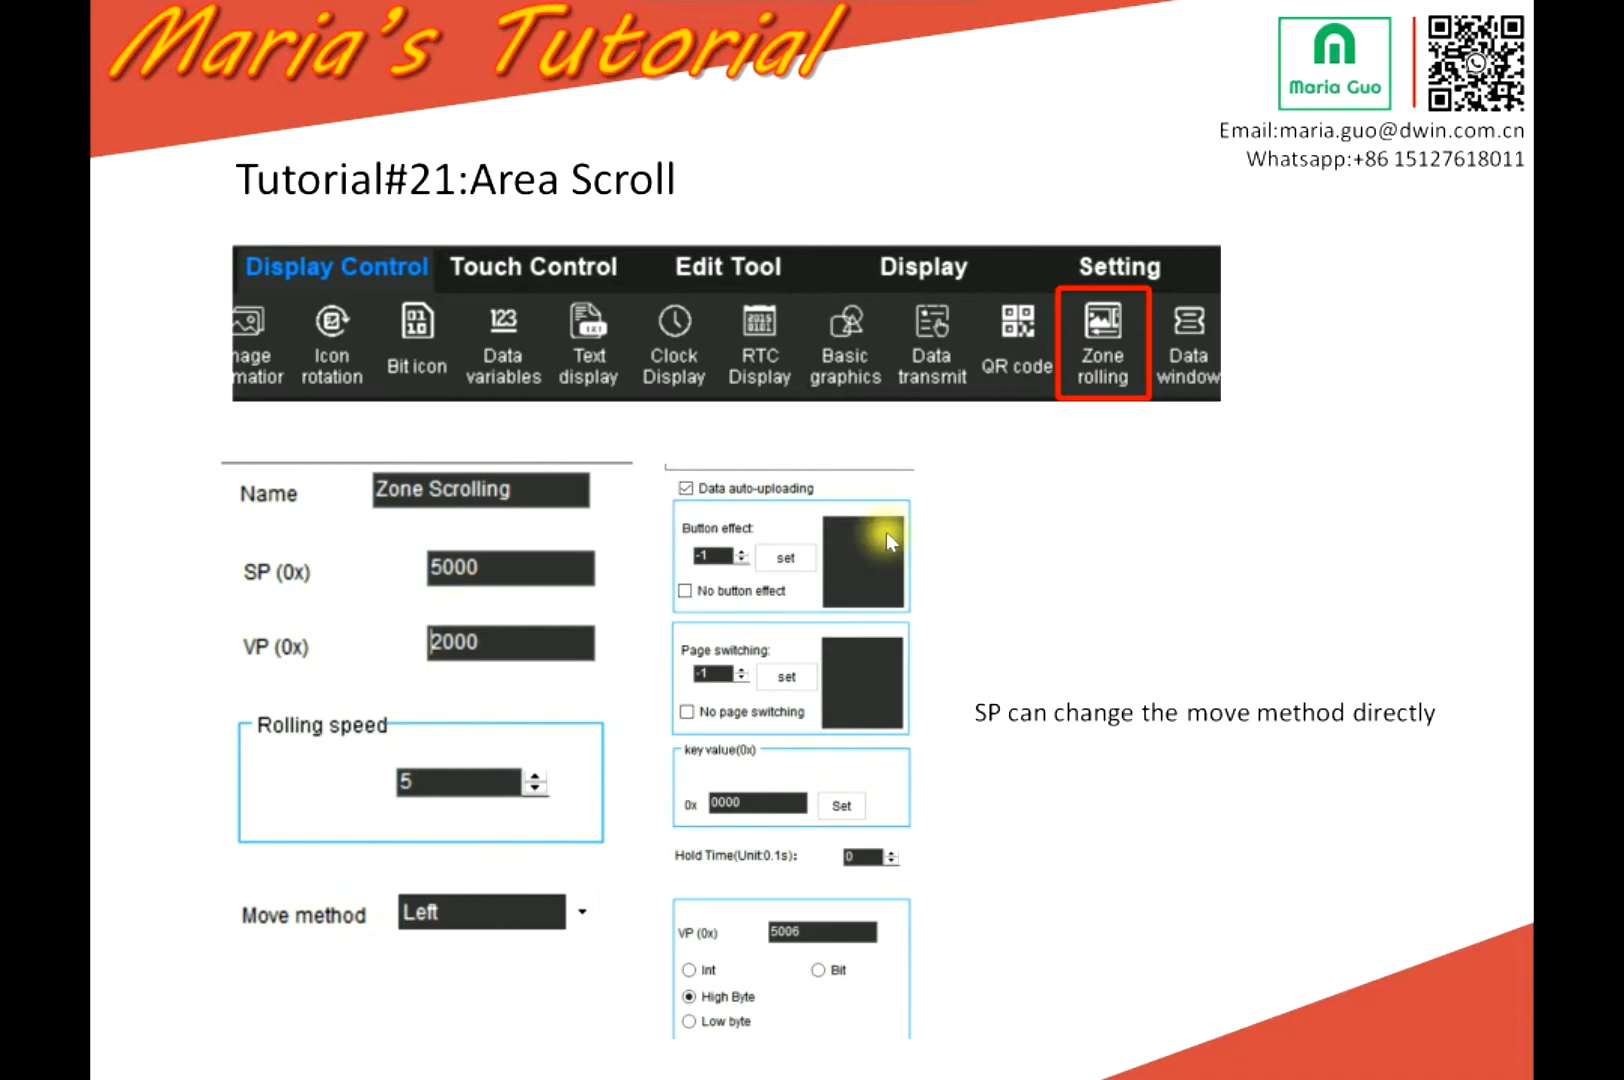 Maria's Tutorial
Maria Guo
Email:maria.guo@dwin.com.cn
Whatsapp:+86 15127618011
Tutorial#21:Area Scroll
Display Control Touch Control Edit Tool Display Setting
Icon rotation
Bit icon
123
Data variables
Text display
Clock Display
RTC Display
Basic graphics
Data transmit
QR code
Zone rolling
Data window
Name Zone Scrolling
SP (0x) 5000
VP (0x) 2000
Rolling speed
5
Move method Left
Data auto-uploading
Button effect:
-1 set
No button effect
Page switching:
-1 set
No page switching
key value(0x)
0x 0000 Set
Hold Time(Unit:0.1s): 0
VP (0x) 5006
Int Bit
High Byte
Low byte
SP can change the move method directly